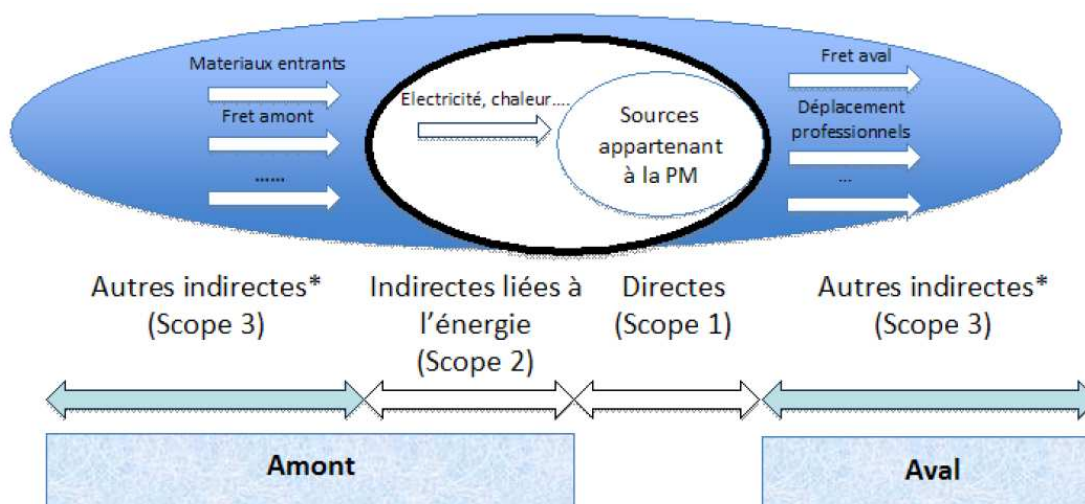 Materiaux entrants
Fret amont
......
Electricité, chaleur....
Sources
appartenant
à la PM
Fret aval
Déplacement
professionnels
...
Autres indirectes*
(Scope 3)
Indirectes liées à
l'énergie
(Scope 2)
Directes
(Scope 1)
Autres indirectes*
(Scope 3)
Amont
Aval